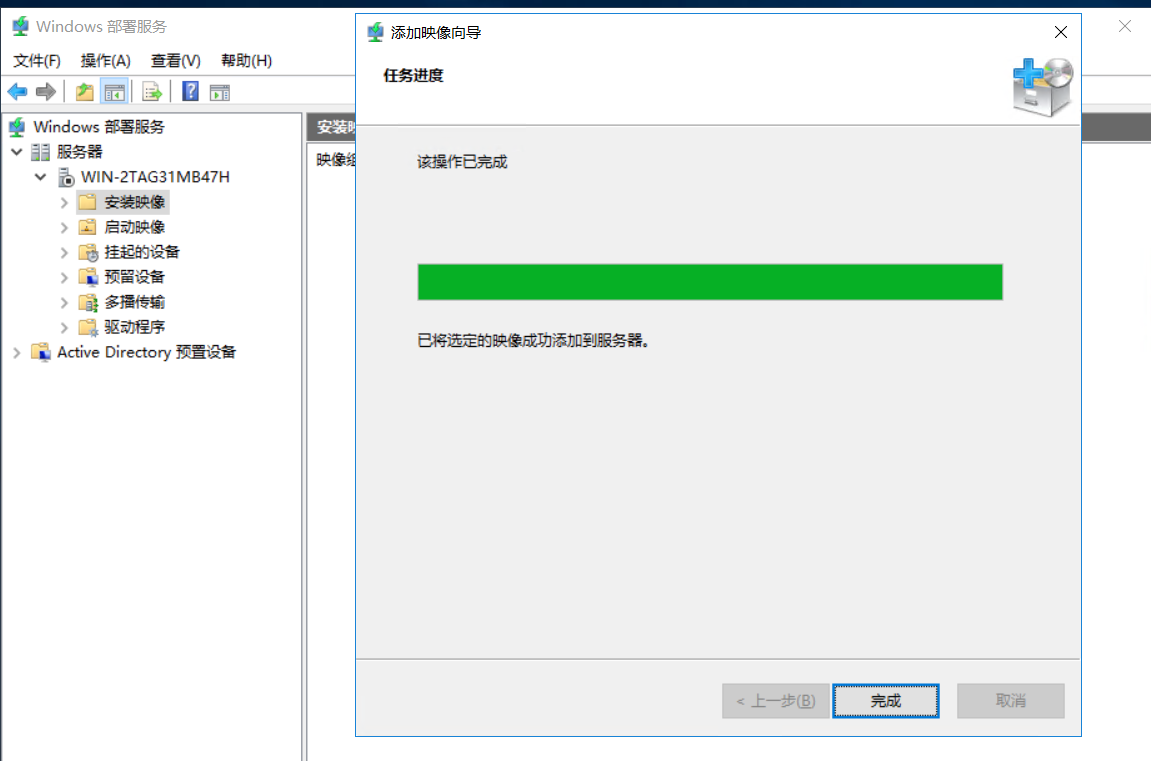 Windows 部署服务
添加映像向导
文件(F) 操作(A) 查看(V) 帮助(H)
任务进度
Windows 部署服务
服务器
WIN-2TAG31MB47H
安装映像
启动映像
挂起的设备
预留设备
多播传输
驱动程序
Active Directory 预置设备
安装
映像
该操作已完成
已将选定的映像成功添加到服务器。
< 上一步(B) 完成 取消